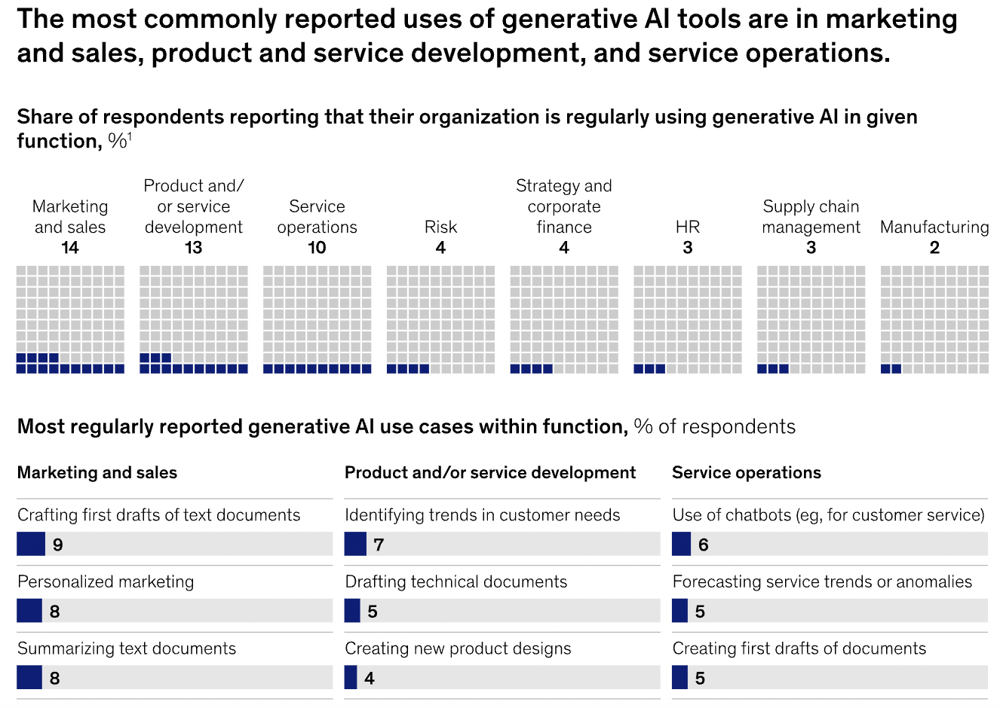 The most commonly reported uses of generative AI tools are in marketing
and sales, product and service development, and service operations.
Share of respondents reporting that their organization is regularly using generative AI in given
function, %¹
Marketing
and sales
14
Product and/
or service
development
13
Service
operations
10
Risk
4
Strategy and
corporate
finance
4
HR
3
Supply chain
management
3
Manufacturing
2
Most regularly reported generative AI use cases within function, % of respondents
Marketing and sales
Crafting first drafts of text documents
9
Personalized marketing
8
Summarizing text documents
8
Product and/or service development
Identifying trends in customer needs
7
Drafting technical documents
5
Creating new product designs
4
Service operations
Use of chatbots (eg, for customer service)
6
Forecasting service trends or anomalies
5
Creating first drafts of documents
5